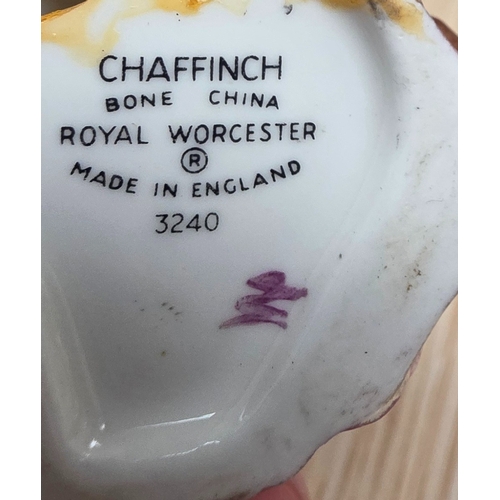 CHAFFINCH
BONE CHINA
ROYAL WORCESTER
®
MADE IN ENGLAND
3240